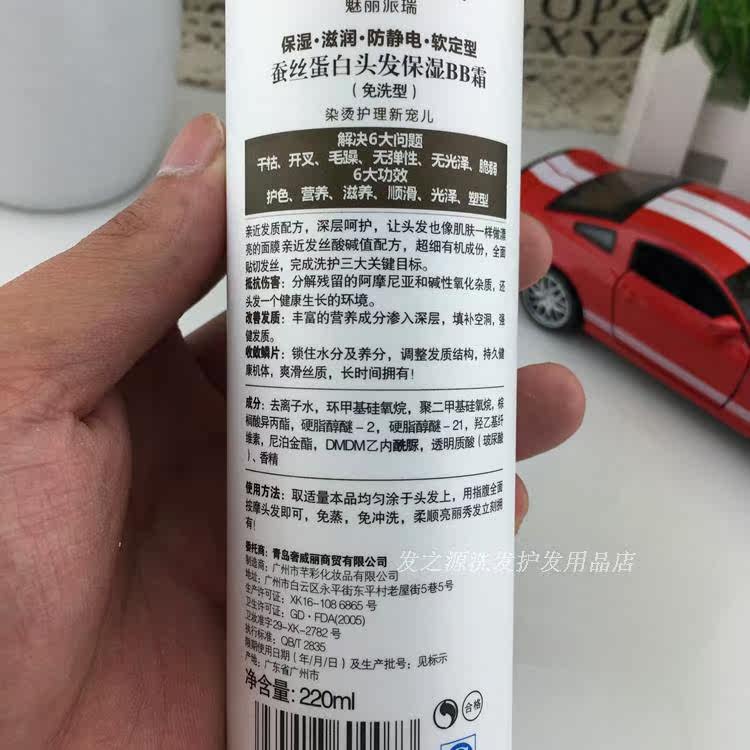 魅丽派瑞
保湿·滋润·防静电·软定型
蚕丝蛋白头发保湿BB霜
(免洗型)
染烫护理新宠儿
解决6大问题
干枯、开叉、毛躁、无弹性、无光泽、脆弱
6大功效
护色、营养、滋养、顺滑、光泽、塑型
亲近发质配方，深层呵护，让头发也像肌肤一样做漂
亮的面膜亲近发丝酸碱值配方，超细有机成份，全面
贴切发丝，完成洗护三大关键目标。
抵抗伤害：分解残留的阿摩尼亚和碱性氧化杂质，还
头发一个健康生长的环境。
改善发质：丰富的营养成分渗入深层，填补空洞，强
健发质。
收敛鳞片：锁住水分及养分，调整发质结构，持久健
康机体，爽滑丝质，长时间拥有!
成分：去离子水，环甲基硅氧烷，聚二甲基硅氧烷，棕
榈酸异丙酯，硬脂醇醚-2，硬脂醇醚-21，羟乙基纤
维素，尼泊金酯，DMDM乙内酰脲，透明质酸(玻尿酸
)、香精
使用方法：取适量本品均匀涂于头发上，用指腹全面
按摩头发即可，免蒸，免冲洗，柔顺亮丽秀发立刻拥
有!
委托商：青岛奢威丽商贸有限公司
制造商：广州市芊彩化妆品有限公司
地址：广州市白云区永平街东平村老屋街5巷5号
生产许可证：XK16-108 6865 号
卫生许可证：GD·FDA(2005)
卫妆准字29-XK-2782 号
执行标准：QB/T 2835
限期使用日期（年/月/日）及生产批号：见标示
产地：广东省广州市
净含量：220ml
合格
发之源洗发护发用品店